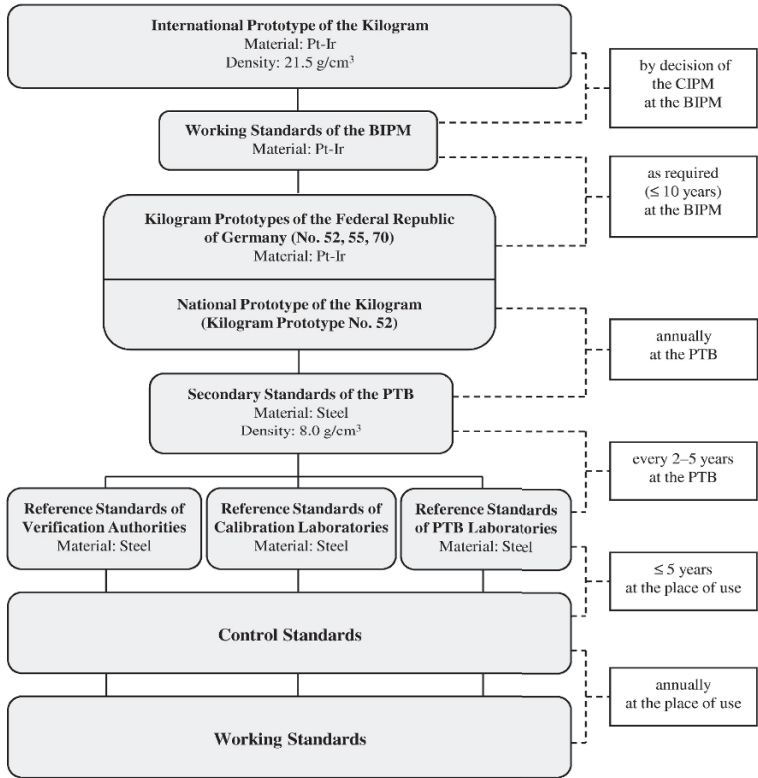 International Prototype of the Kilogram
Material: Pt-Ir
Density: 21.5 g/cm³
by decision of
the CIPM
at the BIPM
Working Standards of the BIPM
Material: Pt-Ir
as required
(≤ 10 years)
at the BIPM
Kilogram Prototypes of the Federal Republic
of Germany (No. 52, 55, 70)
Material: Pt-Ir
National Prototype of the Kilogram
(Kilogram Prototype No. 52)
annually
at the PTB
Secondary Standards of the PTB
Material: Steel
Density: 8.0 g/cm³
every 2–5 years
at the PTB
Reference Standards of
Verification Authorities
Material: Steel
Reference Standards of
Calibration Laboratories
Material: Steel
Reference Standards
of PTB Laboratories
Material: Steel
≤ 5 years
at the place of use
Control Standards
annually
at the place of use
Working Standards